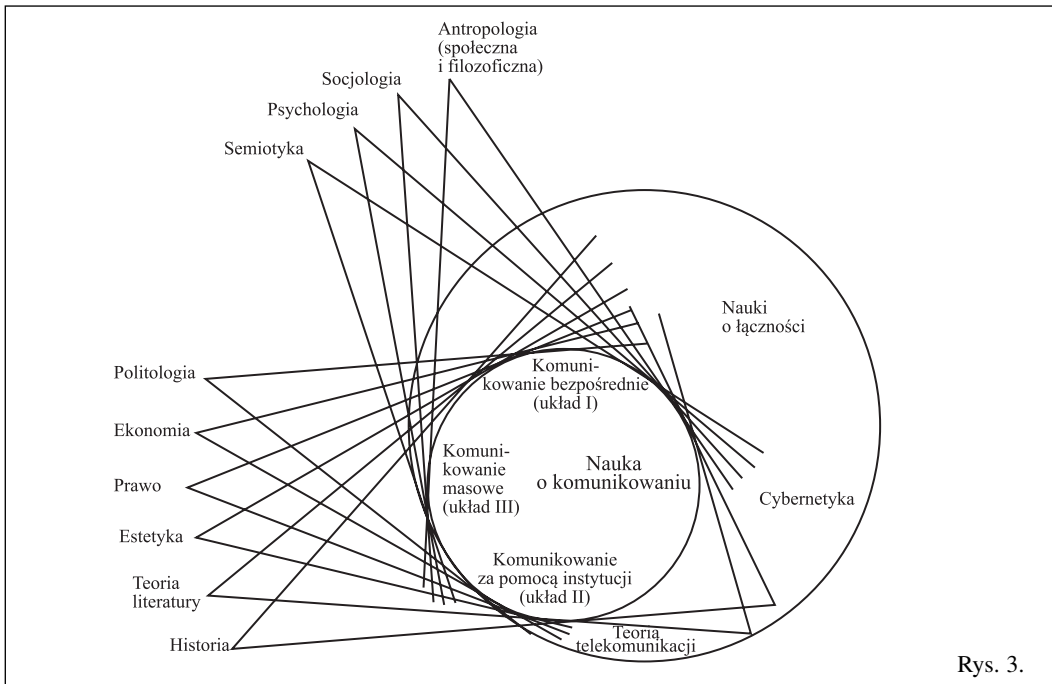 Antropologia
(społeczna
i filozoficzna)
Socjologia
Psychologia
Semiotyka
Nauki
o łączności
Politologia
Ekonomia
Prawo
Estetyka
Teoria
literatury
Historia
Komuni-
kowanie bezpośrednie
(układ I)
Komuni-
kowanie
masowe
(układ III)
Nauka
o komunikowaniu
Cybernetyka
Komunikowanie
za pomocą instytucji
(układ II)
Teoria
telekomunikacji
Rys. 3.